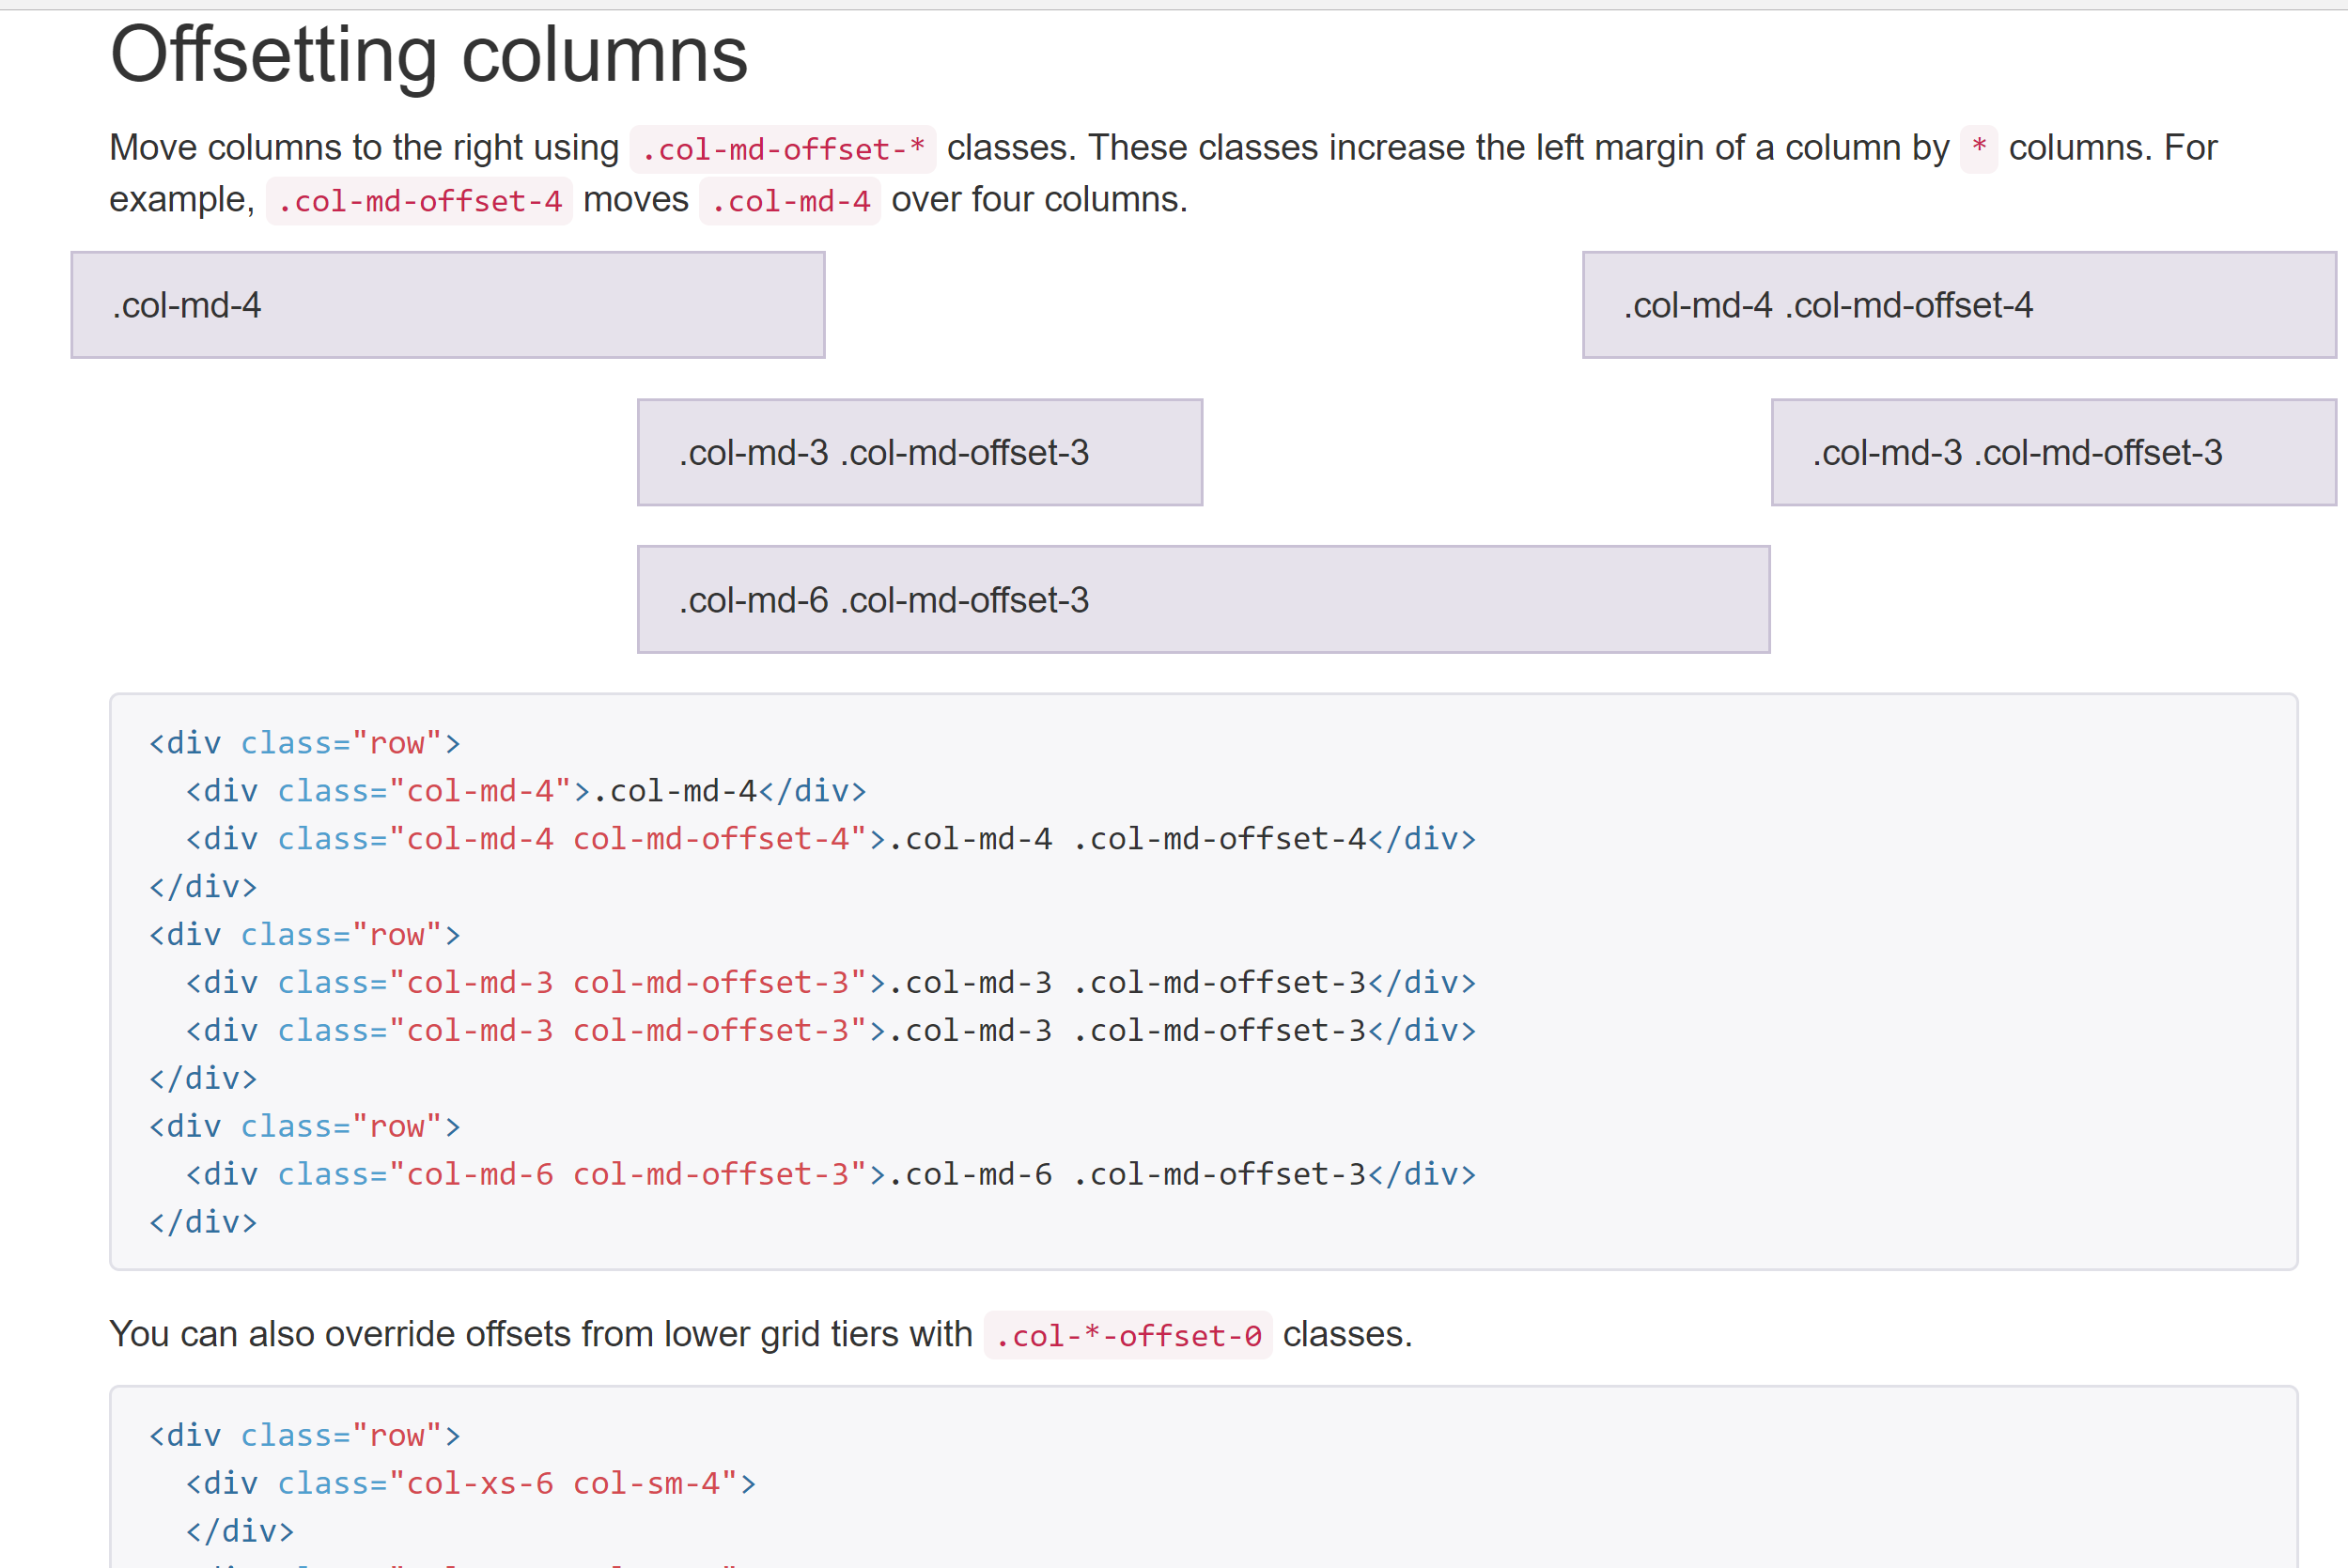 Offsetting columns
Move columns to the right using .col-md-offset-* classes. These classes increase the left margin of a column by * columns. For
example, .col-md-offset-4 moves .col-md-4 over four columns.
.col-md-4
.col-md-4 .col-md-offset-4
.col-md-3 .col-md-offset-3
.col-md-3 .col-md-offset-3
.col-md-6 .col-md-offset-3
<div class="row">
  <div class="col-md-4">.col-md-4</div>
  <div class="col-md-4 col-md-offset-4">.col-md-4 .col-md-offset-4</div>
</div>
<div class="row">
  <div class="col-md-3 col-md-offset-3">.col-md-3 .col-md-offset-3</div>
  <div class="col-md-3 col-md-offset-3">.col-md-3 .col-md-offset-3</div>
</div>
<div class="row">
  <div class="col-md-6 col-md-offset-3">.col-md-6 .col-md-offset-3</div>
</div>
You can also override offsets from lower grid tiers with .col-*-offset-0 classes.
<div class="row">
  <div class="col-xs-6 col-sm-4">
  </div>